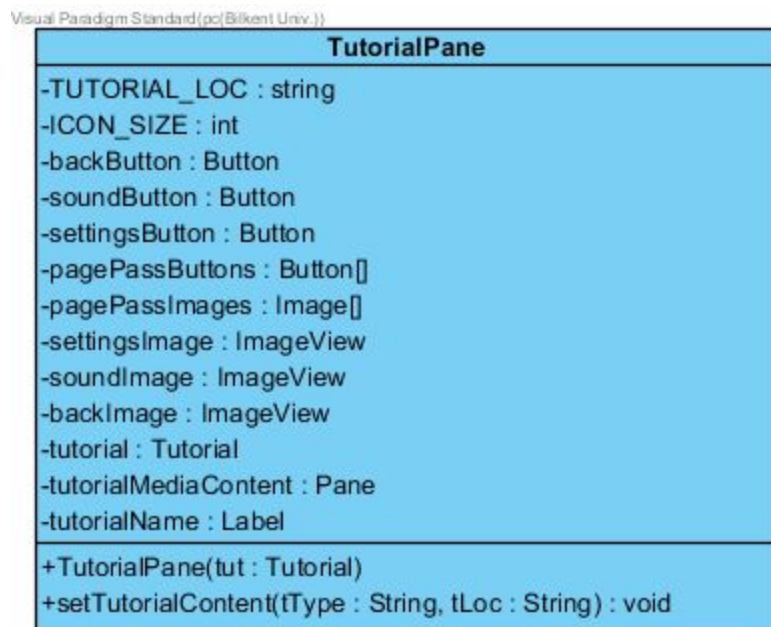 Visual Paradigm Standard(pc(Bilkent Univ.))
TutorialPane
-TUTORIAL_LOC : string
-ICON_SIZE : int
-backButton : Button
-soundButton : Button
-settingsButton : Button
-pagePassButtons : Button[]
-pagePassImages : Image[]
-settingsImage : ImageView
-soundImage : ImageView
-backImage : ImageView
-tutorial : Tutorial
-tutorialMediaContent : Pane
-tutorialName : Label
+TutorialPane(tut : Tutorial)
+setTutorialContent(tType : String, tLoc : String) : void